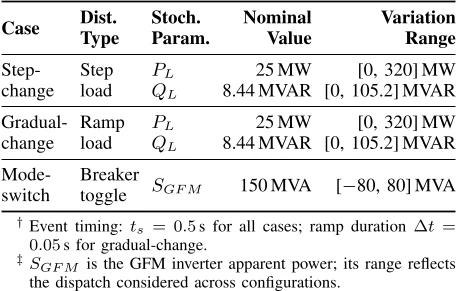 Case Dist. Type Stoch. Param. Nominal Value Variation Range
Step-change Step load P_L 25 MW [0, 320] MW
Q_L 8.44 MVAR [0, 105.2] MVAR
Gradual-change Ramp load P_L 25 MW [0, 320] MW
Q_L 8.44 MVAR [0, 105.2] MVAR
Mode-switch Breaker toggle S_GFM 150 MVA [−80, 80] MVA
† Event timing: t_s = 0.5 s for all cases; ramp duration Δt =
0.05 s for gradual-change.
‡ S_GFM is the GFM inverter apparent power; its range reflects
the dispatch considered across configurations.